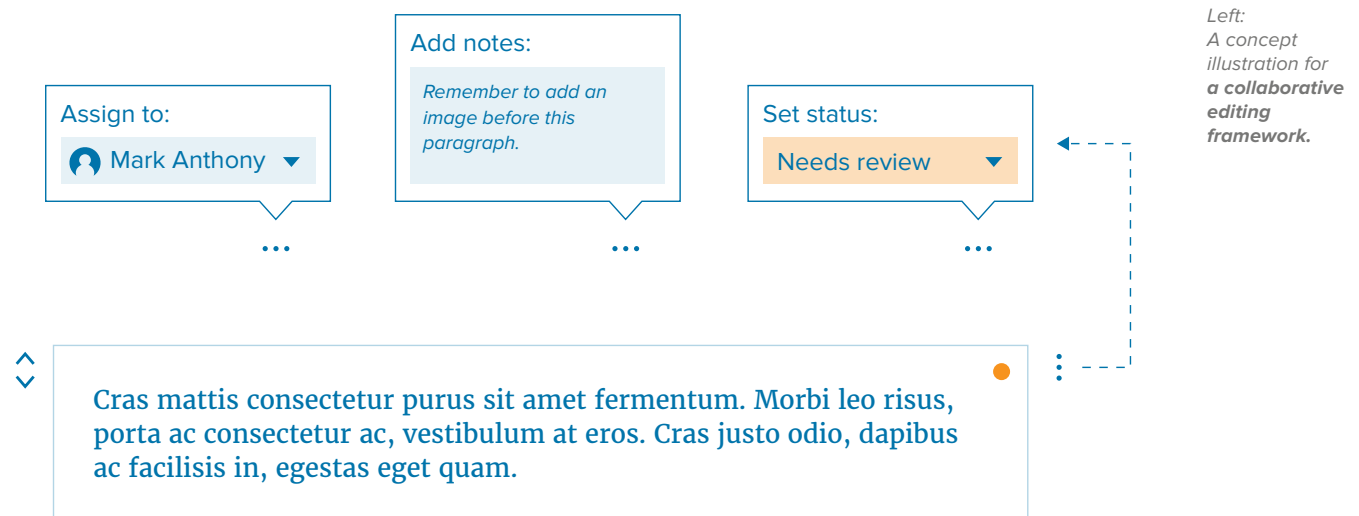 Assign to:
Mark Anthony
Add notes:
Remember to add an
image before this
paragraph.
Set status:
Needs review
Left:
A concept
illustration for
a collaborative
editing
framework.
Cras mattis consectetur purus sit amet fermentum. Morbi leo risus,
porta ac consectetur ac, vestibulum at eros. Cras justo odio, dapibus
ac facilisis in, egestas eget quam.